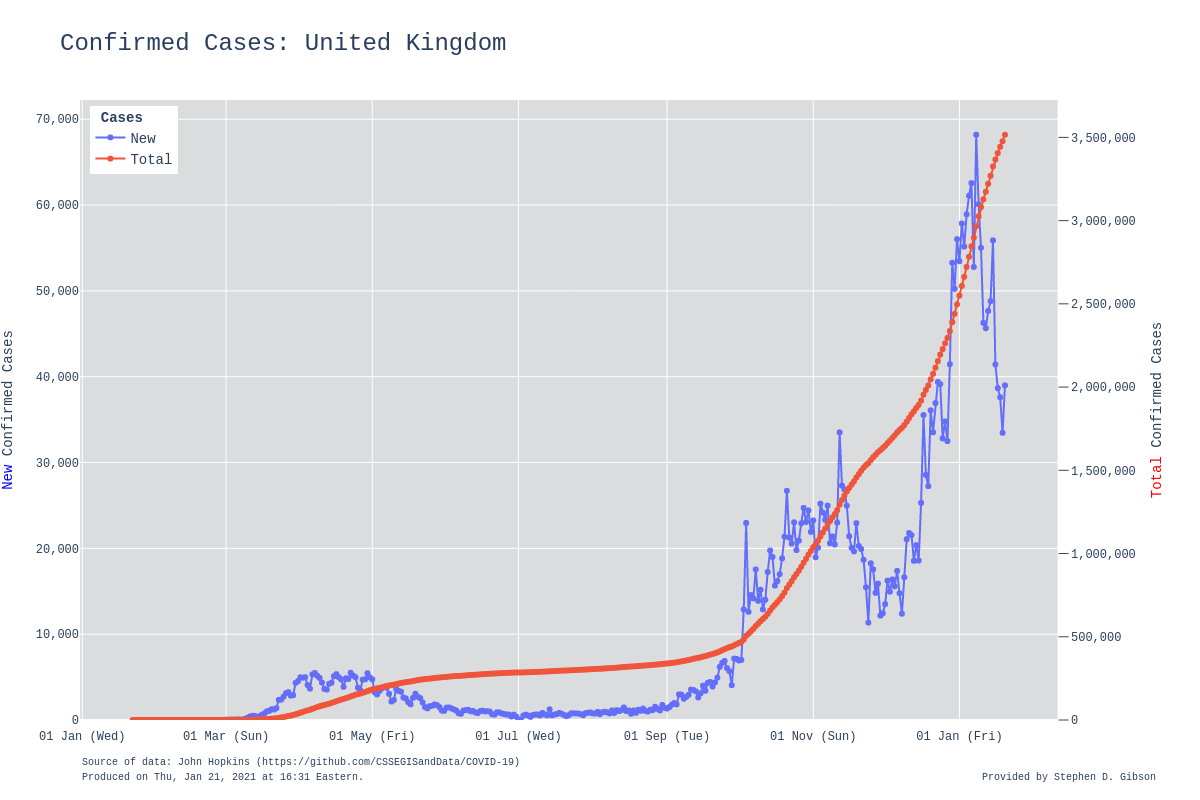 Confirmed Cases: United Kingdom
Cases
New
Total
70,000
60,000
50,000
40,000
30,000
20,000
10,000
0
New Confirmed Cases
3,500,000
3,000,000
2,500,000
2,000,000
1,500,000
1,000,000
500,000
0
Total Confirmed Cases
01 Jan (Wed)
01 Mar (Sun)
01 May (Fri)
01 Jul (Wed)
01 Sep (Tue)
01 Nov (Sun)
01 Jan (Fri)
Source of data: John Hopkins (https://github.com/CSSEGISandData/COVID-19)
Produced on Thu, Jan 21, 2021 at 16:31 Eastern.
Provided by Stephen D. Gibson